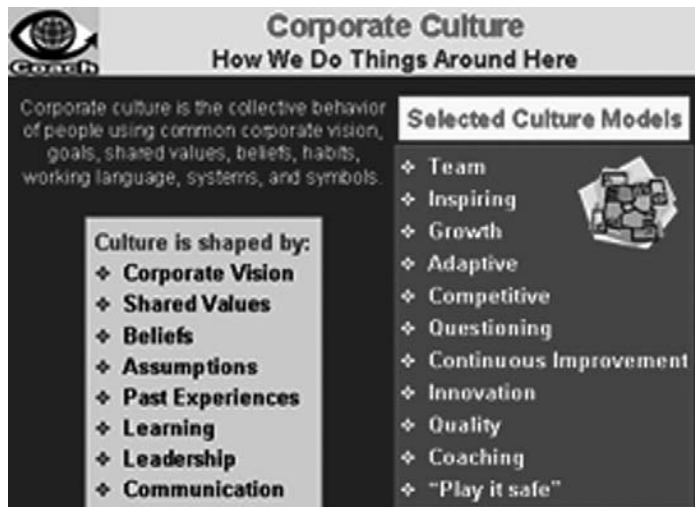 Coach
Corporate Culture
How We Do Things Around Here
Corporate culture is the collective behavior
of people using common corporate vision,
goals, shared values, beliefs, habits,
working language, systems, and symbols.
Culture is shaped by:
❖ Corporate Vision
❖ Shared Values
❖ Beliefs
❖ Assumptions
❖ Past Experiences
❖ Learning
❖ Leadership
❖ Communication
Selected Culture Models
❖ Team
❖ Inspiring
❖ Growth
❖ Adaptive
❖ Competitive
❖ Questioning
❖ Continuous Improvement
❖ Innovation
❖ Quality
❖ Coaching
❖ "Play it safe"